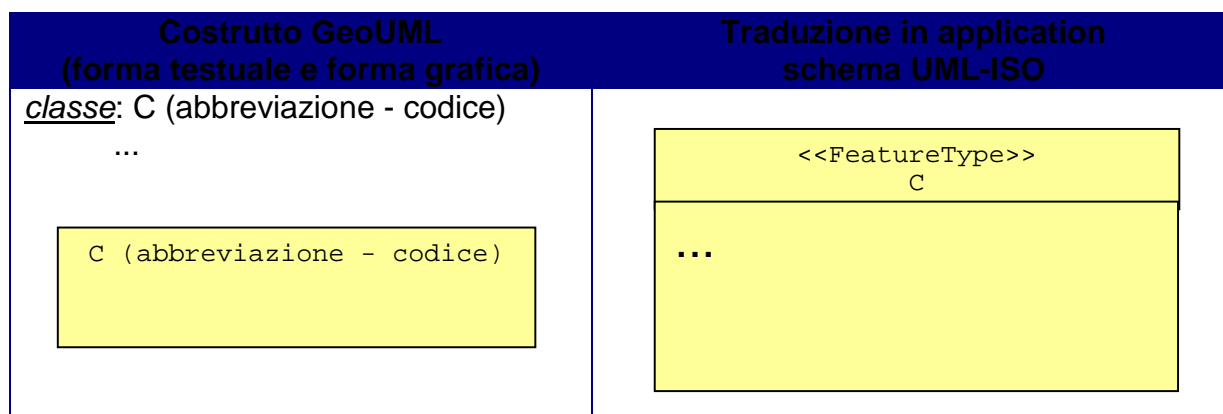 Costrutto GeoUML
(forma testuale e forma grafica)
Traduzione in application
schema UML-ISO
classe: C (abbreviazione - codice)
...
C (abbreviazione - codice)
<<FeatureType>>
C
...